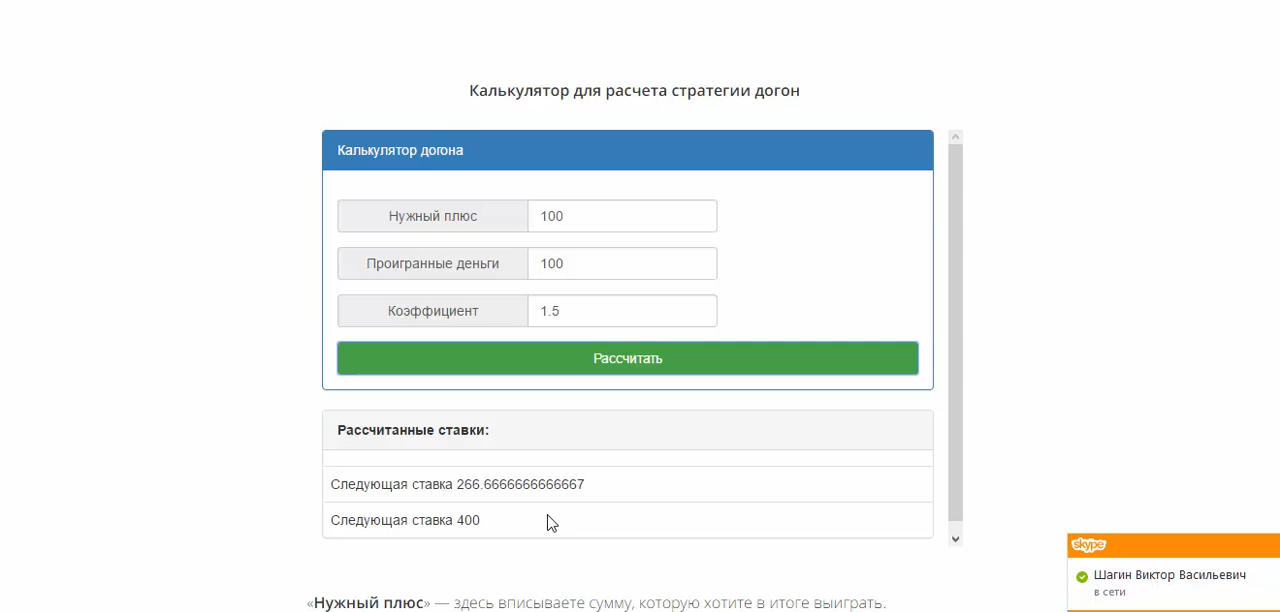 Калькулятор для расчета стратегии догон
Калькулятор догона
Нужный плюс 100
Проигранные деньги 100
Коэффициент 1.5
Рассчитать
Рассчитанные ставки:
Следующая ставка 266.6666666666667
Следующая ставка 400
skype
Шагин Виктор Васильевич
в сети
«Нужный плюс» — здесь вписываете сумму, которую хотите в итоге выиграть.